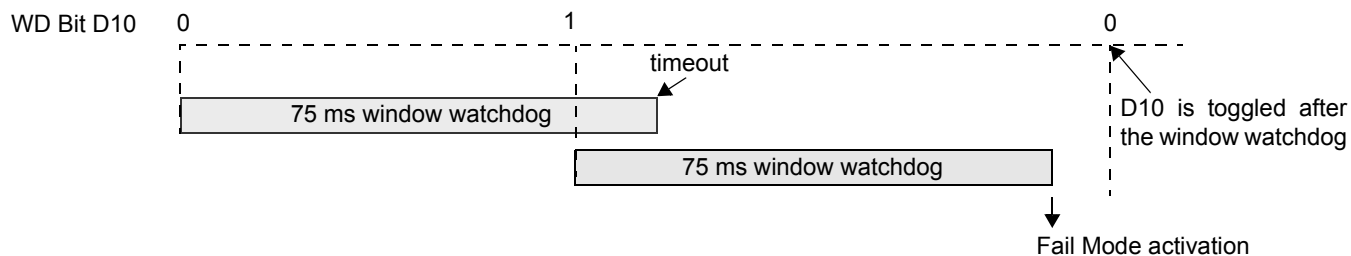 WD Bit D10 0 1 0
timeout
75 ms window watchdog
D10 is toggled after
the window watchdog
75 ms window watchdog
Fail Mode activation